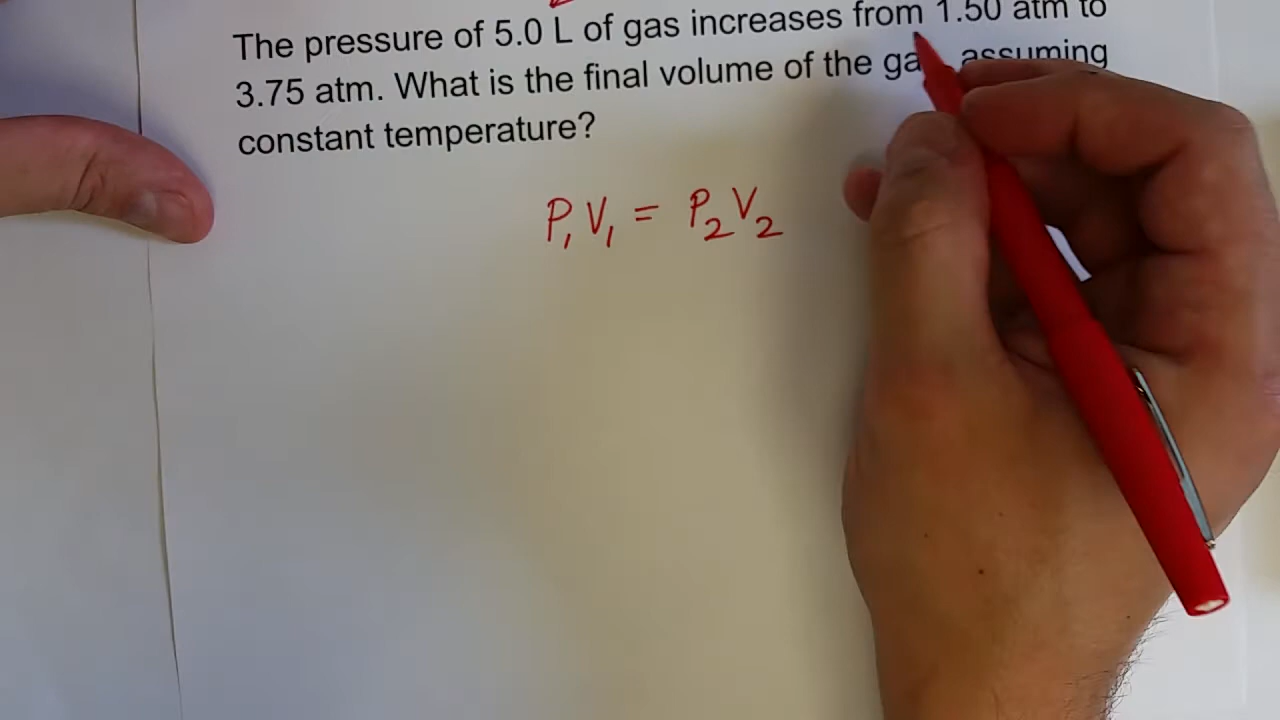 The pressure of 5.0 L of gas increases from 1.50 atm to
3.75 atm. What is the final volume of the ga assuming
constant temperature?
P₁V₁ = P₂V₂